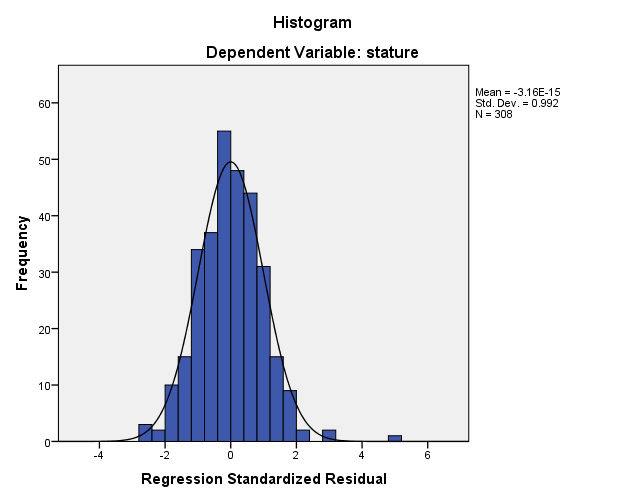 Histogram
Dependent Variable: stature
Mean = -3.16E-15
Std. Dev. = 0.992
N = 308
Frequency
60
50
40
30
20
10
0
-4 -2 0 2 4 6
Regression Standardized Residual